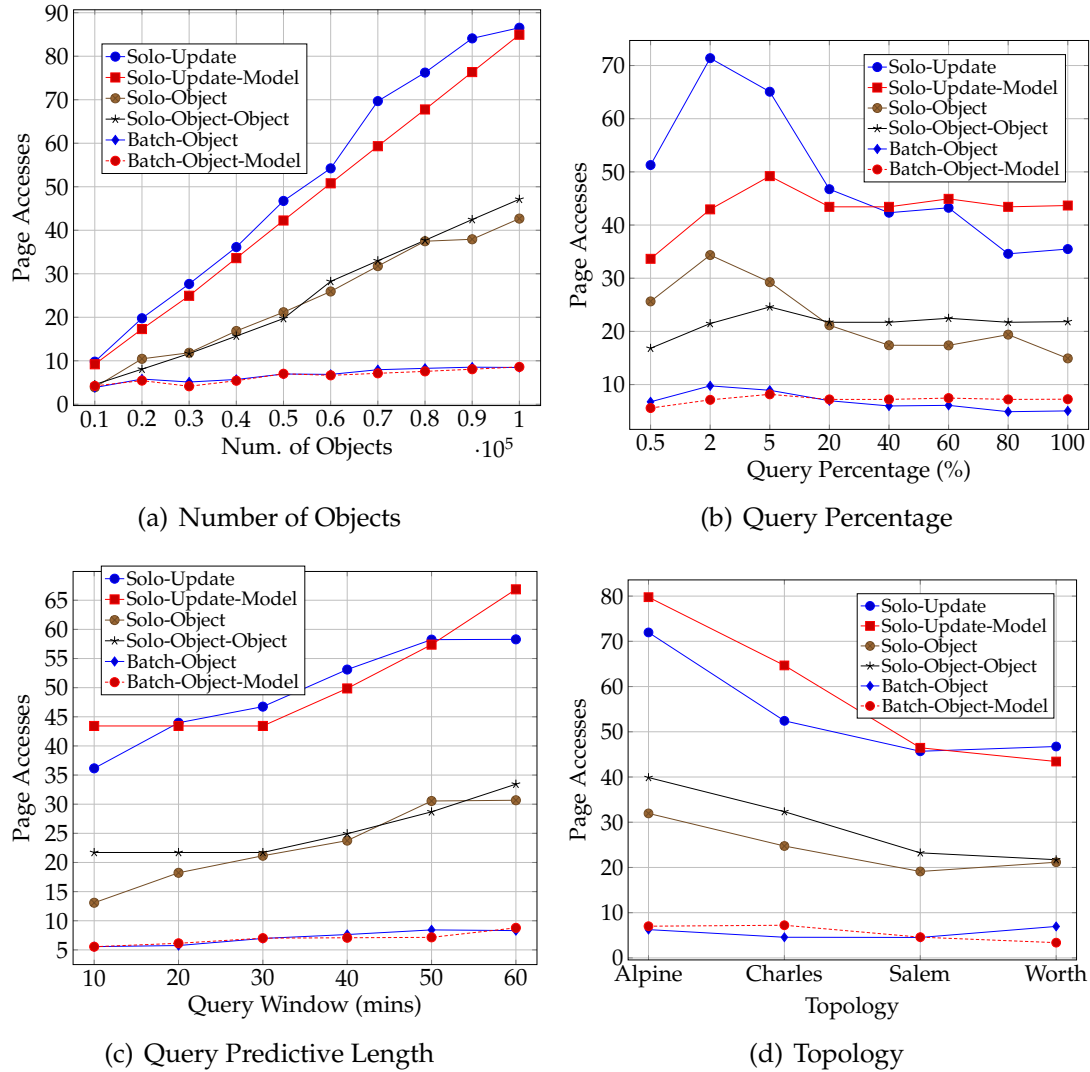 90
80
70
60
50
40
30
20
10
0
Page Accesses
Solo-Update
Solo-Update-Model
Solo-Object
Solo-Object-Object
Batch-Object
Batch-Object-Model
0.1 0.2 0.3 0.4 0.5 0.6 0.7 0.8 0.9 1
Num. of Objects ·10⁵
(a) Number of Objects
70
60
50
40
30
20
10
Page Accesses
Solo-Update
Solo-Update-Model
Solo-Object
Solo-Object-Object
Batch-Object
Batch-Object-Model
0.5 2 5 20 40 60 80 100
Query Percentage (%)
(b) Query Percentage
65
60
55
50
45
40
35
30
25
20
15
10
5
Page Accesses
Solo-Update
Solo-Update-Model
Solo-Object
Solo-Object-Object
Batch-Object
Batch-Object-Model
10 20 30 40 50 60
Query Window (mins)
(c) Query Predictive Length
80
70
60
50
40
30
20
10
0
Page Accesses
Solo-Update
Solo-Update-Model
Solo-Object
Solo-Object-Object
Batch-Object
Batch-Object-Model
Alpine Charles Salem Worth
Topology
(d) Topology